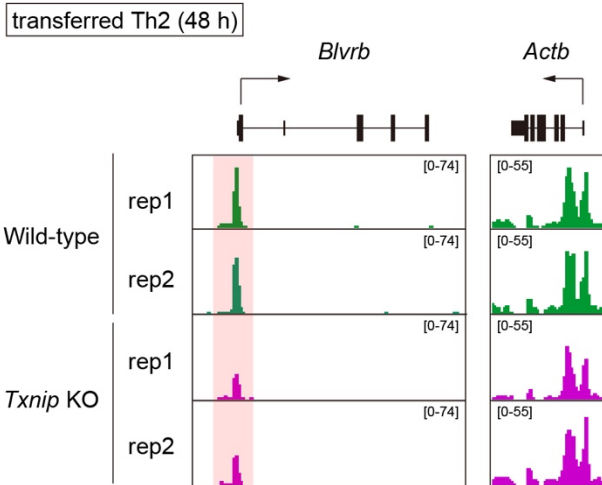 transferred Th2 (48 h)
Blvrb
Actb
Wild-type
rep1
[0-74]
[0-55]
rep2
[0-74]
[0-55]
Txnip KO
rep1
[0-74]
[0-55]
rep2
[0-74]
[0-55]